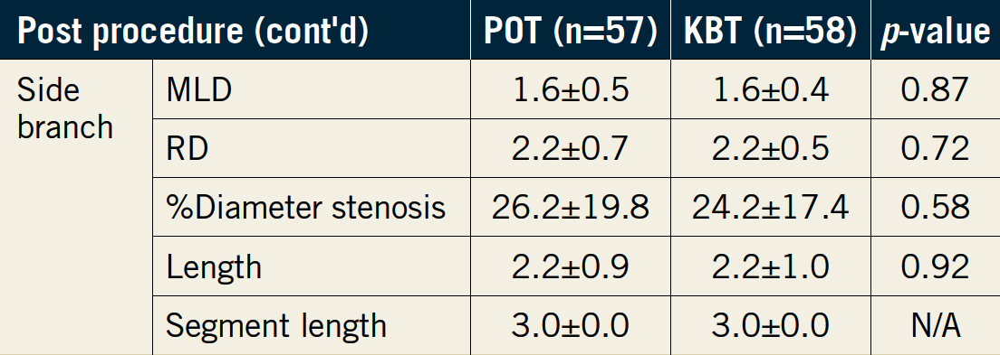 Post procedure (cont'd) POT (n=57) KBT (n=58) p-value
Side branch MLD 1.6±0.5 1.6±0.4 0.87
RD 2.2±0.7 2.2±0.5 0.72
%Diameter stenosis 26.2±19.8 24.2±17.4 0.58
Length 2.2±0.9 2.2±1.0 0.92
Segment length 3.0±0.0 3.0±0.0 N/A